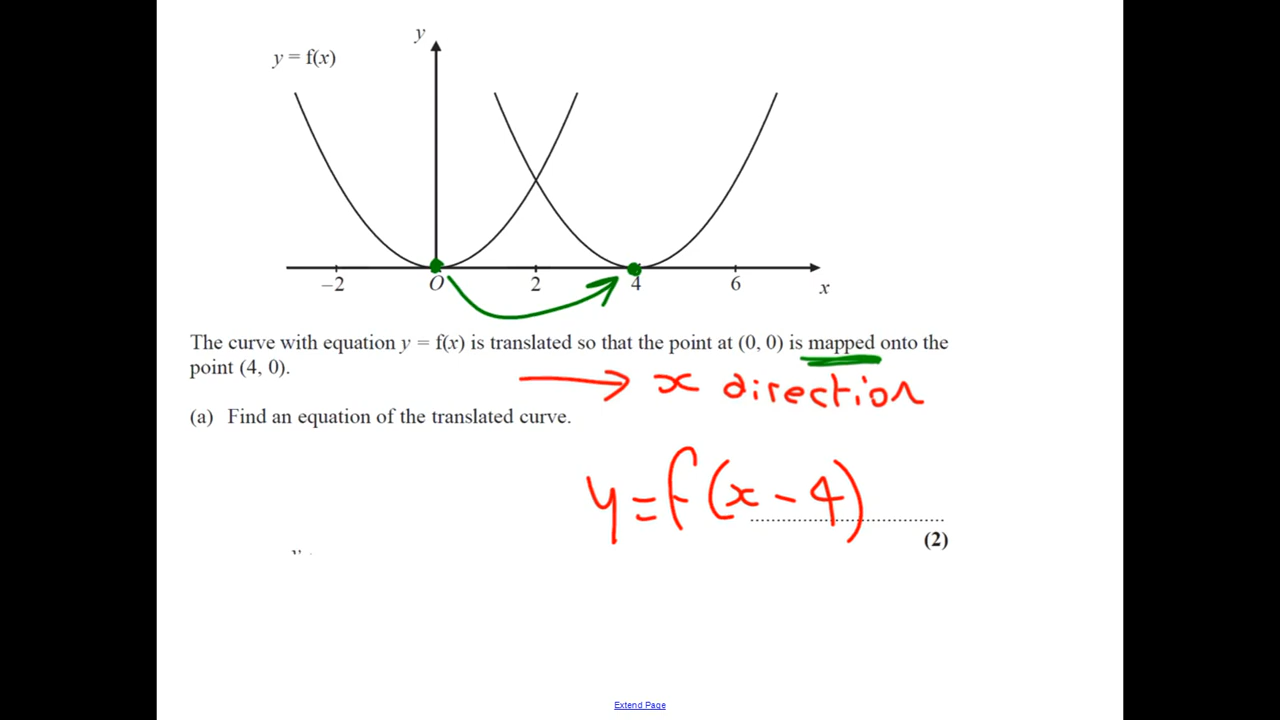 y
y = f(x)
−2 O 2 4 6 x
The curve with equation y = f(x) is translated so that the point at (0, 0) is mapped onto the
point (4, 0).
x direction
(a) Find an equation of the translated curve.
y = f(x - 4)
(2)
Extend Page